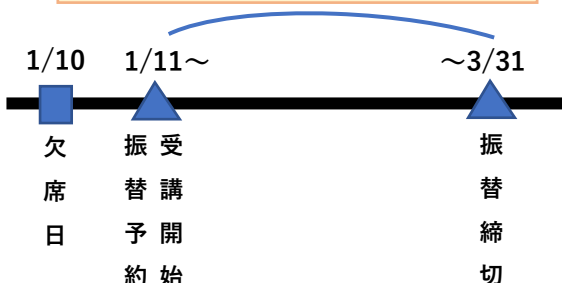 1/10
1/11～
～3/31
欠席日
受講開始
振替予約
振替締切